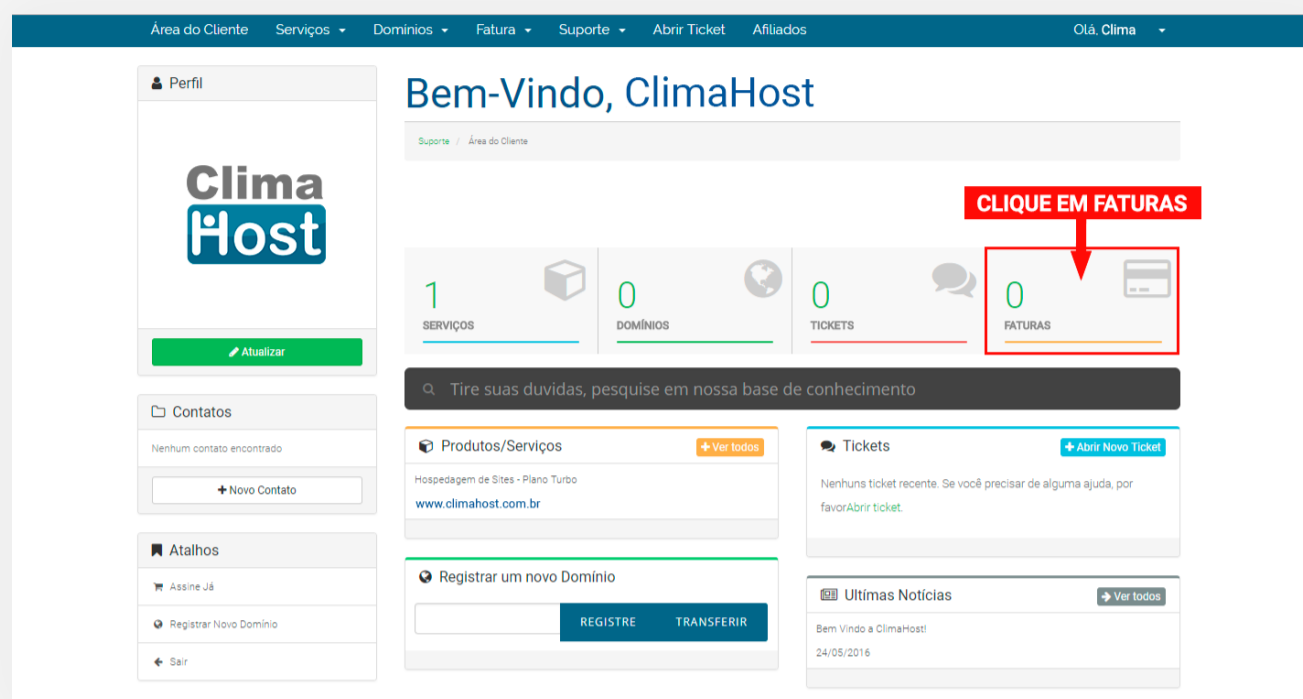 Área do Cliente Serviços Domínios Fatura Suporte Abrir Ticket Afiliados Olá, Clima
Perfil
Clima
Host
Atualizar
Contatos
Nenhum contato encontrado
Novo Contato
Atalhos
Assine Já
Registrar Novo Domínio
Sair
Bem-Vindo, ClimaHost
Suporte / Área do Cliente
CLIQUE EM FATURAS
1
SERVIÇOS
0
DOMÍNIOS
0
TICKETS
0
FATURAS
Tire suas duvidas, pesquise em nossa base de conhecimento
Produtos/Serviços
Ver todos
Hospedagem de Sites - Plano Turbo
www.climahost.com.br
Registrar um novo Domínio
REGISTRE TRANSFERIR
Tickets
Abrir Novo Ticket
Nenhuns ticket recente. Se você precisar de alguma ajuda, por
favorAbrir ticket.
Ultímas Notícias
Ver todos
Bem Vindo a ClimaHost!
24/05/2016